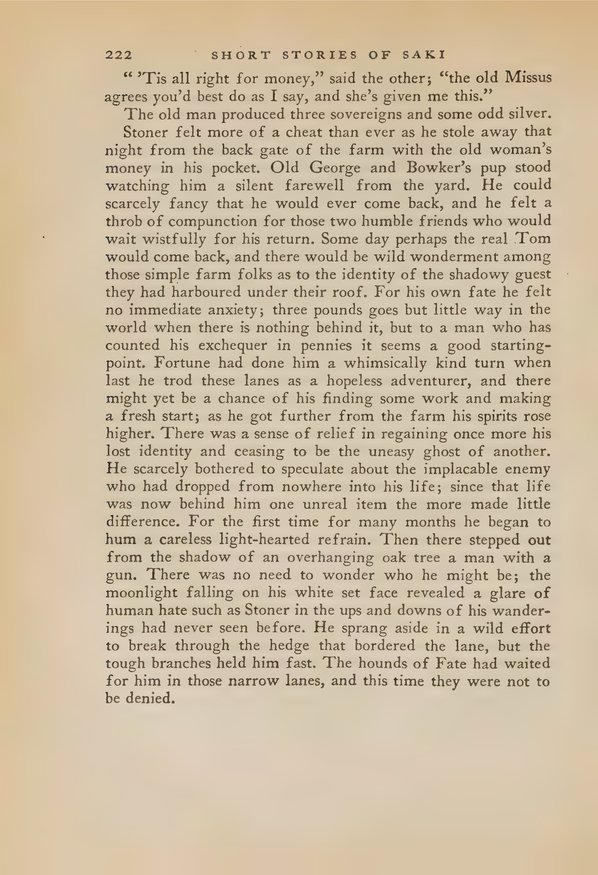 222 SHORT STORIES OF SAKI
“ ’Tis all right for money,” said the other; “the old Missus
agrees you’d best do as I say, and she’s given me this.”
The old man produced three sovereigns and some odd silver.
Stoner felt more of a cheat than ever as he stole away that
night from the back gate of the farm with the old woman’s
money in his pocket. Old George and Bowker’s pup stood
watching him a silent farewell from the yard. He could
scarcely fancy that he would ever come back, and he felt a
throb of compunction for those two humble friends who would
wait wistfully for his return. Some day perhaps the real Tom
would come back, and there would be wild wonderment among
those simple farm folks as to the identity of the shadowy guest
they had harboured under their roof. For his own fate he felt
no immediate anxiety; three pounds goes but little way in the
world when there is nothing behind it, but to a man who has
counted his exchequer in pennies it seems a good starting-
point. Fortune had done him a whimsically kind turn when
last he trod these lanes as a hopeless adventurer, and there
might yet be a chance of his finding some work and making
a fresh start; as he got further from the farm his spirits rose
higher. There was a sense of relief in regaining once more his
lost identity and ceasing to be the uneasy ghost of another.
He scarcely bothered to speculate about the implacable enemy
who had dropped from nowhere into his life; since that life
was now behind him one unreal item the more made little
difference. For the first time for many months he began to
hum a careless light-hearted refrain. Then there stepped out
from the shadow of an overhanging oak tree a man with a
gun. There was no need to wonder who he might be; the
moonlight falling on his white set face revealed a glare of
human hate such as Stoner in the ups and downs of his wander-
ings had never seen before. He sprang aside in a wild effort
to break through the hedge that bordered the lane, but the
tough branches held him fast. The hounds of Fate had waited
for him in those narrow lanes, and this time they were not to
be denied.